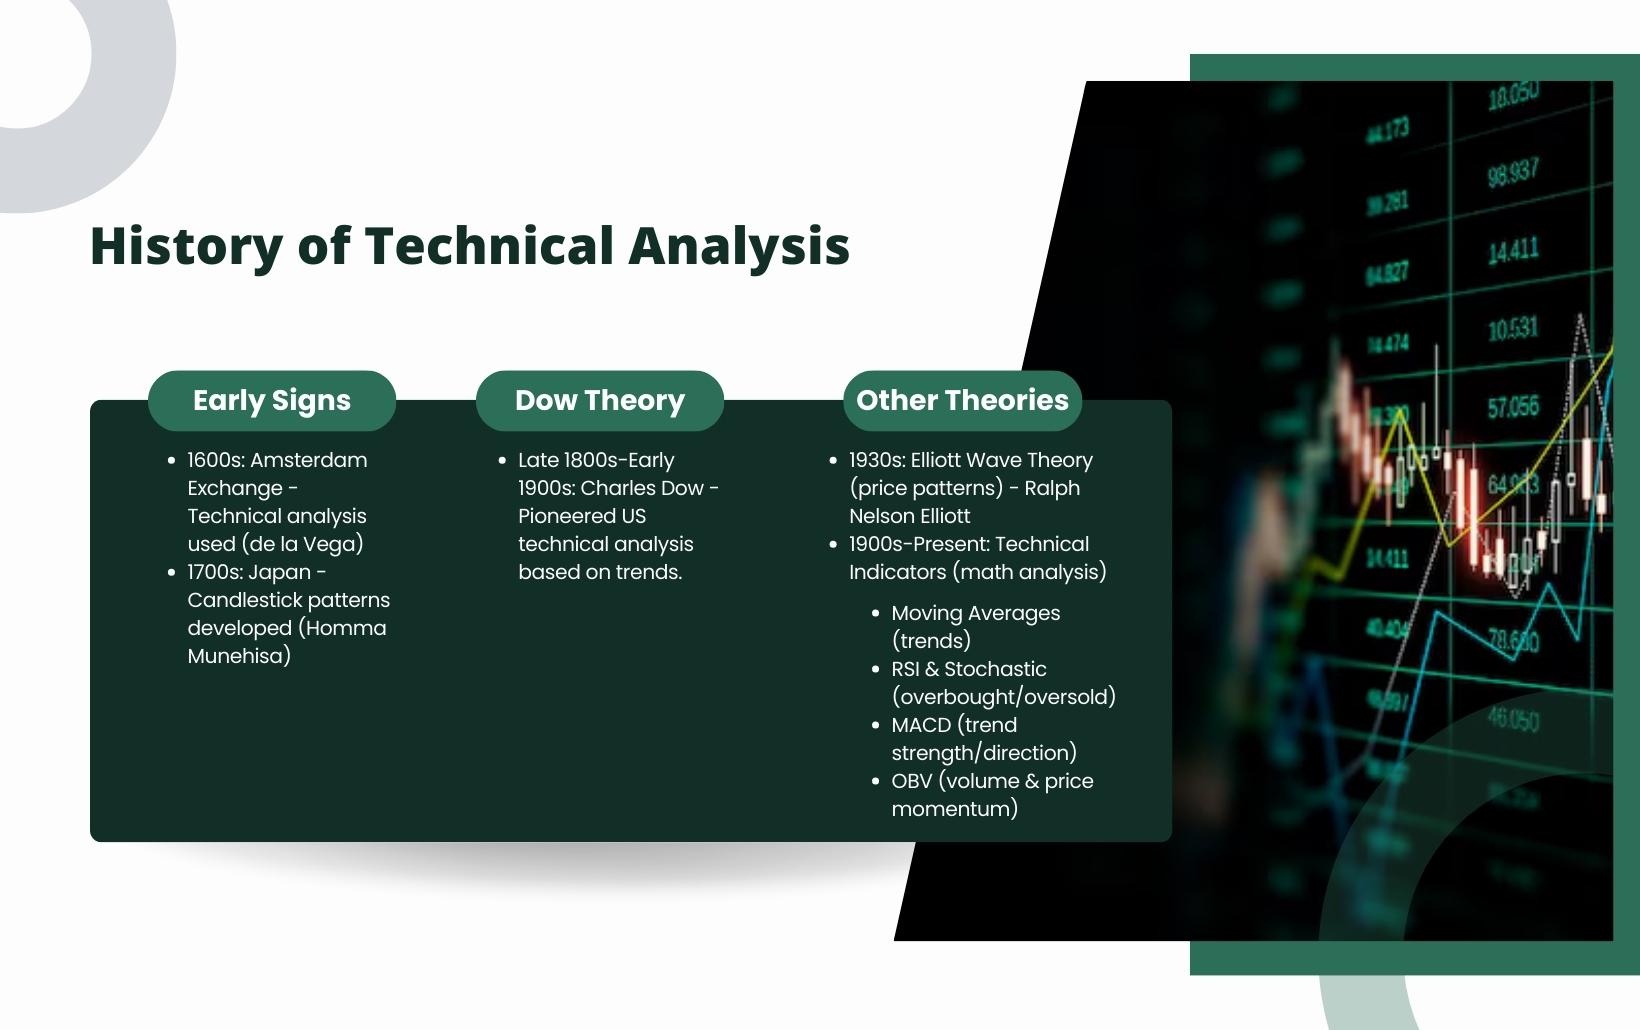 History of Technical Analysis
Early Signs
1600s: Amsterdam
Exchange -
Technical analysis
used (de la Vega)
1700s: Japan -
Candlestick patterns
developed (Homma
Munehisa)
Dow Theory
Late 1800s-Early
1900s: Charles Dow -
Pioneered US
technical analysis
based on trends.
Other Theories
1930s: Elliott Wave Theory
(price patterns) - Ralph
Nelson Elliott
1900s-Present: Technical
Indicators (math analysis)
Moving Averages
(trends)
RSI & Stochastic
(overbought/oversold)
MACD (trend
strength/direction)
OBV (volume & price
momentum)
18.050
44.173
98.937
39.281
14.411
64.827
10.531
74.474
57.056
14.411
40.404
78.600
46.050